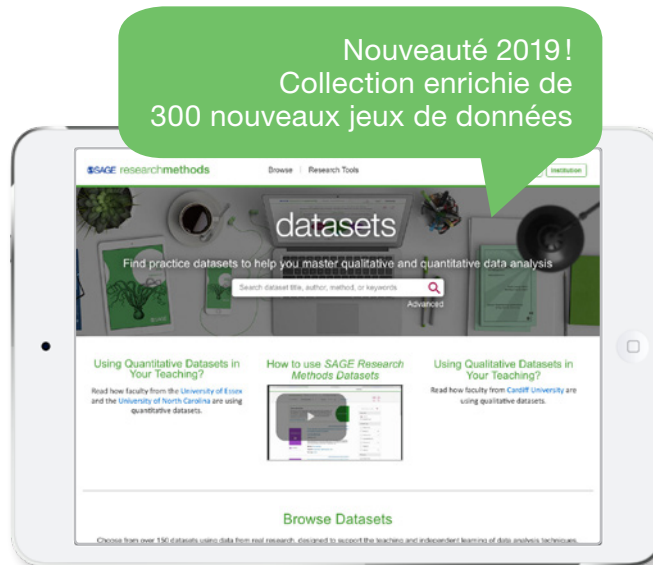 Nouveauté 2019!
Collection enrichie de
300 nouveaux jeux de données
SAGE researchmethods
Browse
Research Tools
Institution
datasets
Find practice datasets to help you master qualitative and quantitative data analysis
Search dataset title, author, method, or keywords
Advanced
Using Quantitative Datasets in
Your Teaching?
Read how faculty from the University of Essex
and the University of North Carolina are using
quantitative datasets.
How to use SAGE Research
Methods Datasets
Using Qualitative Datasets in
Your Teaching?
Read how faculty from Cardiff University are
using qualitative datasets.
Browse Datasets
Choose from over 150 datasets using data from real research, designed to support the teaching and independent learning of data analysis techniques.